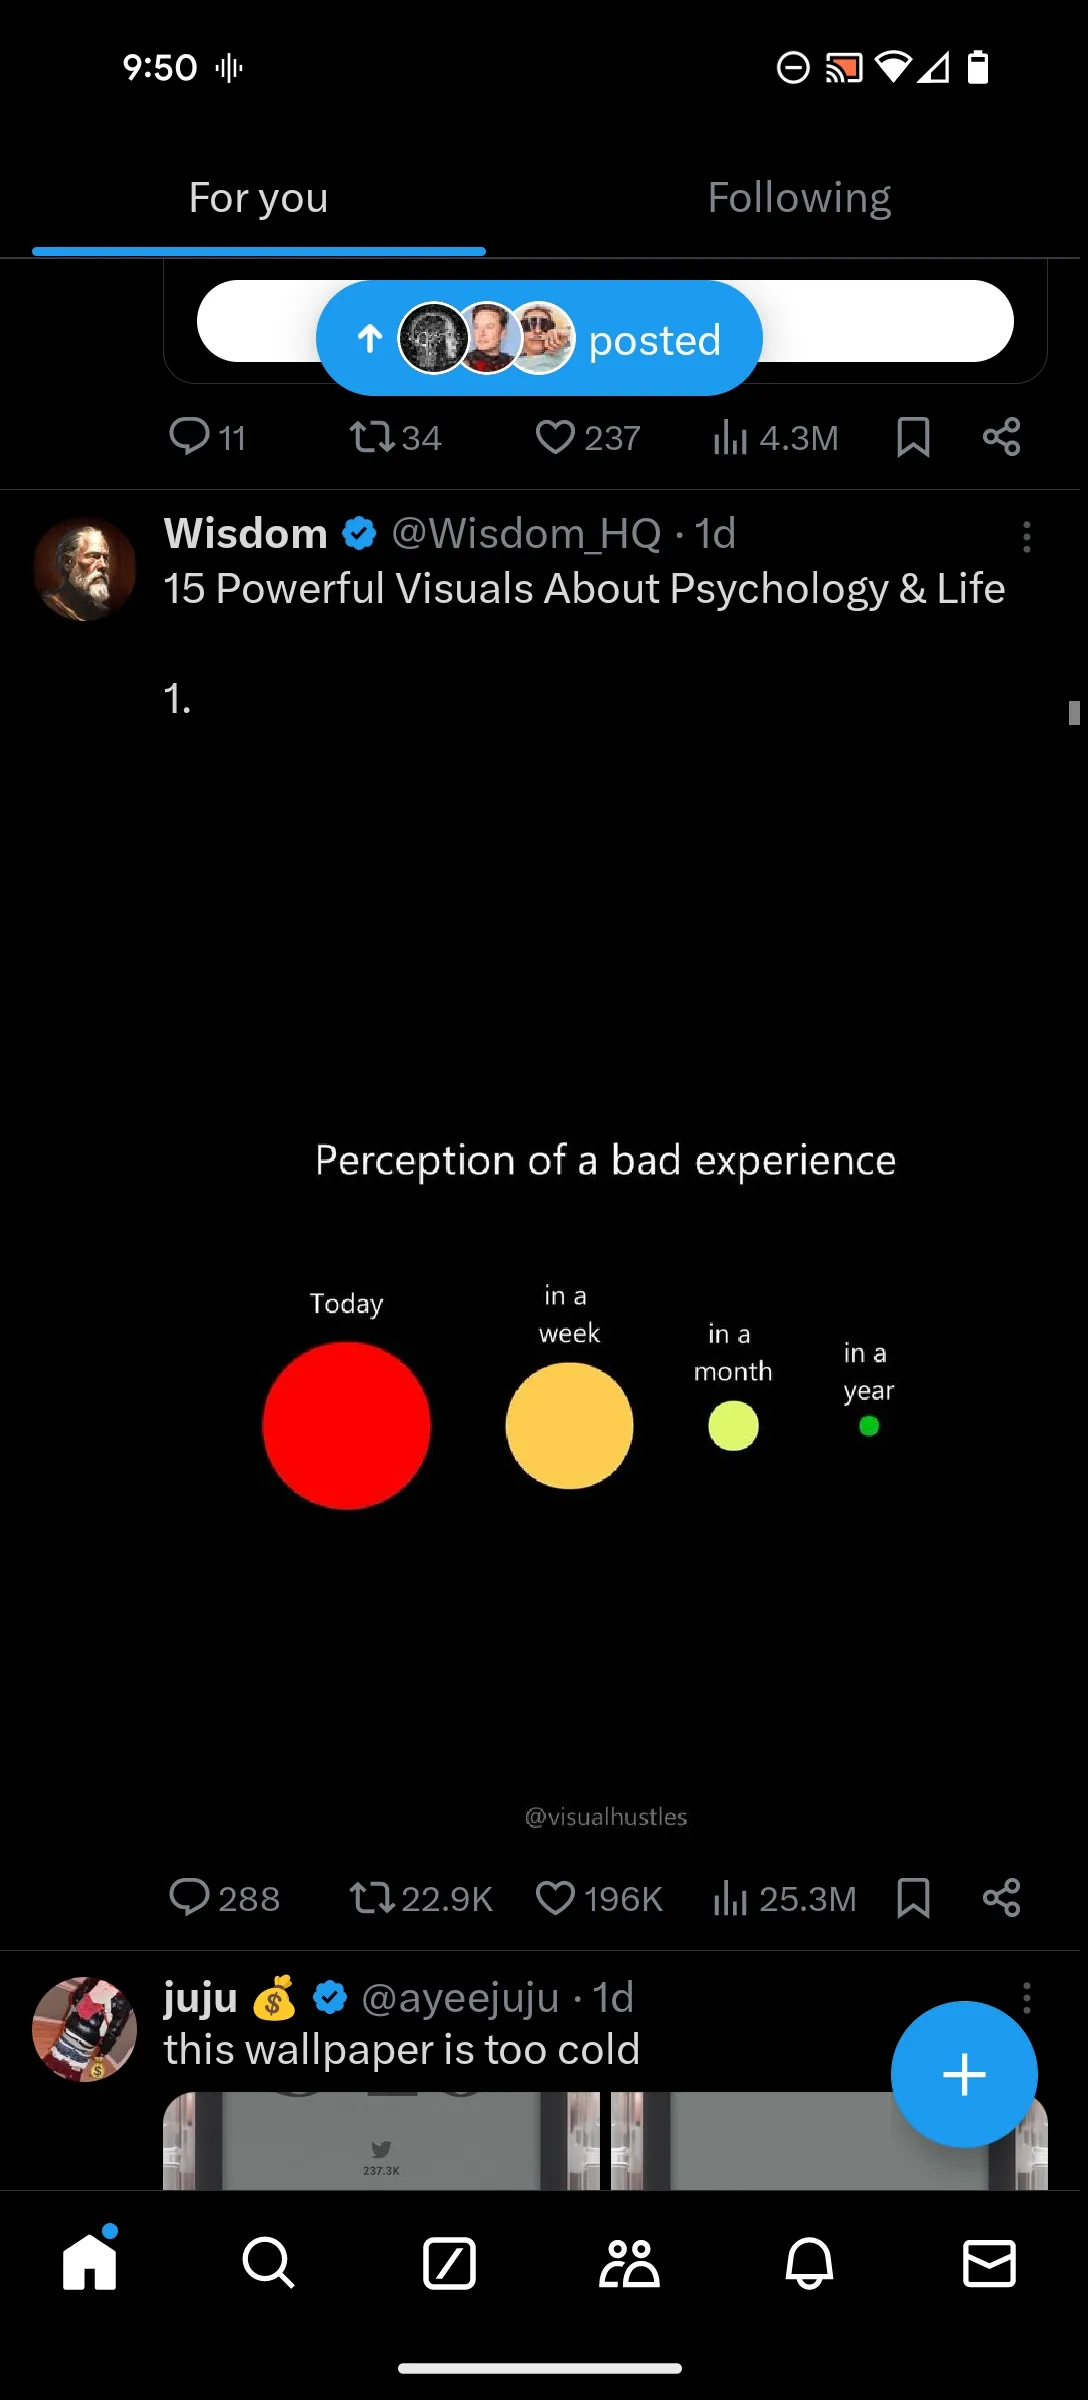 9:50
For you
Following
posted
11
34
237
4.3M
Wisdom @Wisdom_HQ · 1d
15 Powerful Visuals About Psychology & Life
1.
Perception of a bad experience
Today
in a
week
in a
month
in a
year
@visualhustles
288
22.9K
196K
25.3M
juju 💰 @ayeejuju · 1d
this wallpaper is too cold
237.3K